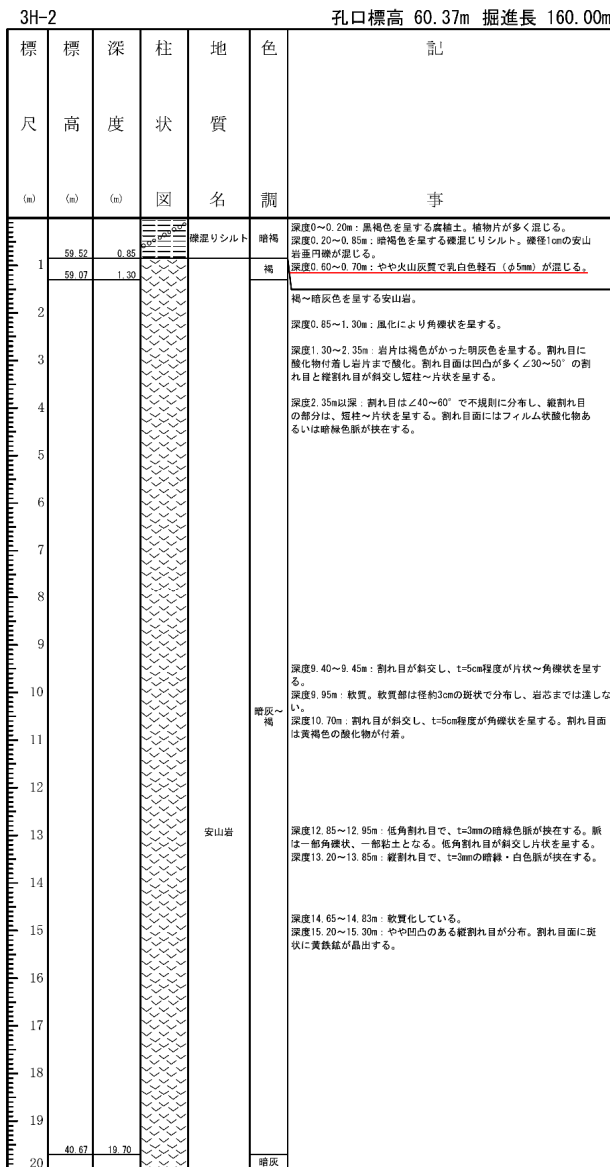 3H-2 孔口標高 60.37m 掘進長 160.00m
標尺(m) 標高(m) 深度(m) 柱状図 地質名 色調 記事
礫混りシルト 暗褐
深度0～0.20m：黒褐色を呈する腐植土。植物片が多く混じる。
深度0.20～0.85m：暗褐色を呈する礫混じりシルト。礫径1cmの安山
岩亜円礫が混じる。
59.52 0.85
深度0.60～0.70m：やや火山灰質で乳白色軽石（φ5mm）が混じる。
1 59.07 1.30 褐
褐～暗灰色を呈する安山岩。
2
深度0.85～1.30m：風化により角礫状を呈する。
深度1.30～2.35m：岩片は褐色がかった明灰色を呈する。割れ目に
3
酸化物付着し岩片まで酸化。割れ目面は凹凸が多く∠30～50°の割
れ目と縦割れ目が斜交し短柱～片状を呈する。
深度2.35m以深：割れ目は∠40～60°で不規則に分布し、縦割れ目
4
の部分は、短柱～片状を呈する。割れ目面にはフィルム状酸化物あ
るいは暗緑色脈が挟在する。
5
6
7
8
9
深度9.40～9.45m：割れ目が斜交し、t=5cm程度が片状～角礫状を呈す
る。
10
深度9.95m：軟質。軟質部は径約3cmの斑状で分布し、岩芯までは達しな
い。
暗灰～
褐
深度10.70m：割れ目が斜交し、t=5cm程度が角礫状を呈する。割れ目面
は黄褐色の酸化物が付着。
11
12
13 安山岩
深度12.85～12.95m：低角割れ目で、t=3mmの暗緑色脈が挟在する。脈
は一部角礫状、一部粘土となる。低角割れ目が斜交し片状を呈する。
深度13.20～13.85m：縦割れ目で、t=3mmの暗緑・白色脈が挟在する。
14
深度14.65～14.83m：軟質化している。
15
深度15.20～15.30m：やや凹凸のある縦割れ目が分布。割れ目面に斑
状に黄鉄鉱が晶出する。
16
17
18
19
40.67 19.70
20 暗灰